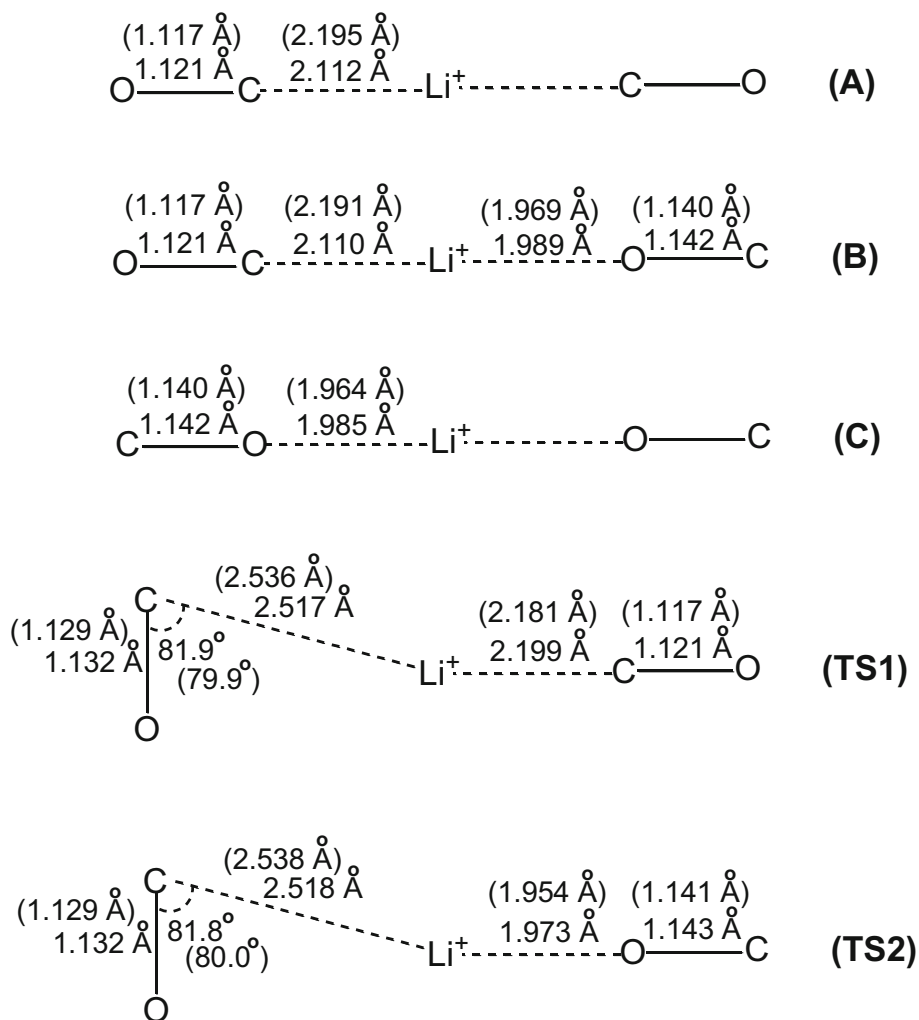 (1.117 Å) (2.195 Å)
1.121 Å 2.112 Å
O C Li⁺ C O (A)
(1.117 Å) (2.191 Å) (1.969 Å) (1.140 Å)
1.121 Å 2.110 Å 1.989 Å 1.142 Å
O C Li⁺ O C (B)
(1.140 Å) (1.964 Å)
1.142 Å 1.985 Å
C O Li⁺ O C (C)
(2.536 Å)
C 2.517 Å (2.181 Å) (1.117 Å)
(1.129 Å) 81.9° 2.199 Å 1.121 Å
1.132 Å (79.9°) Li⁺ C O (TS1)
O
(2.538 Å)
C 2.518 Å (1.954 Å) (1.141 Å)
(1.129 Å) 81.8° 1.973 Å 1.143 Å
1.132 Å (80.0°) Li⁺ O C (TS2)
O